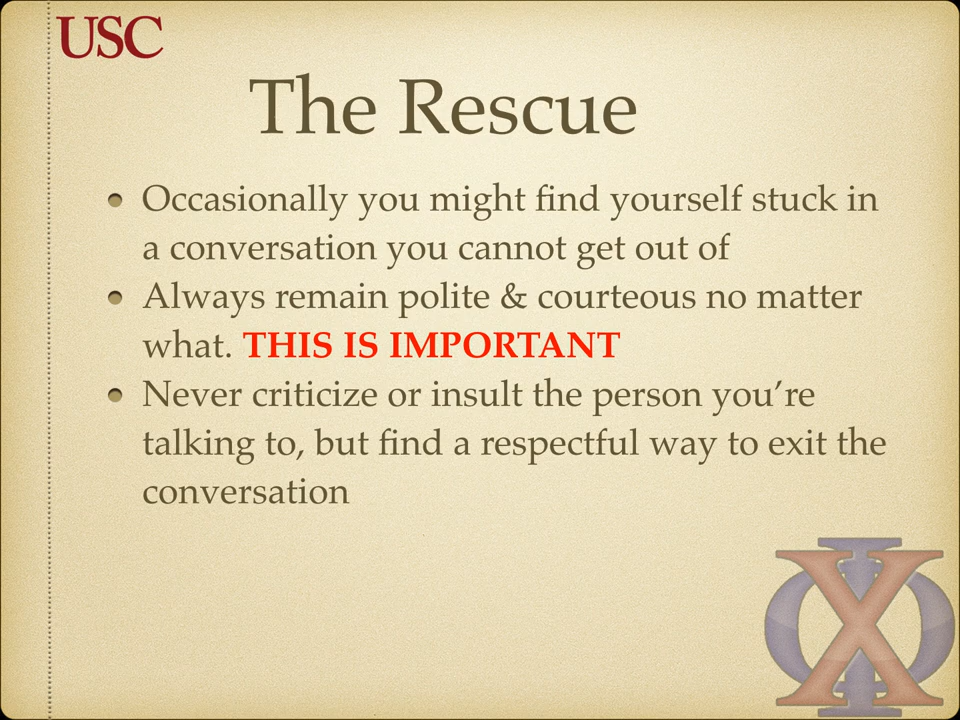 USC
The Rescue
Occasionally you might find yourself stuck in
a conversation you cannot get out of
Always remain polite & courteous no matter
what. THIS IS IMPORTANT
Never criticize or insult the person you’re
talking to, but find a respectful way to exit the
conversation
ΦX